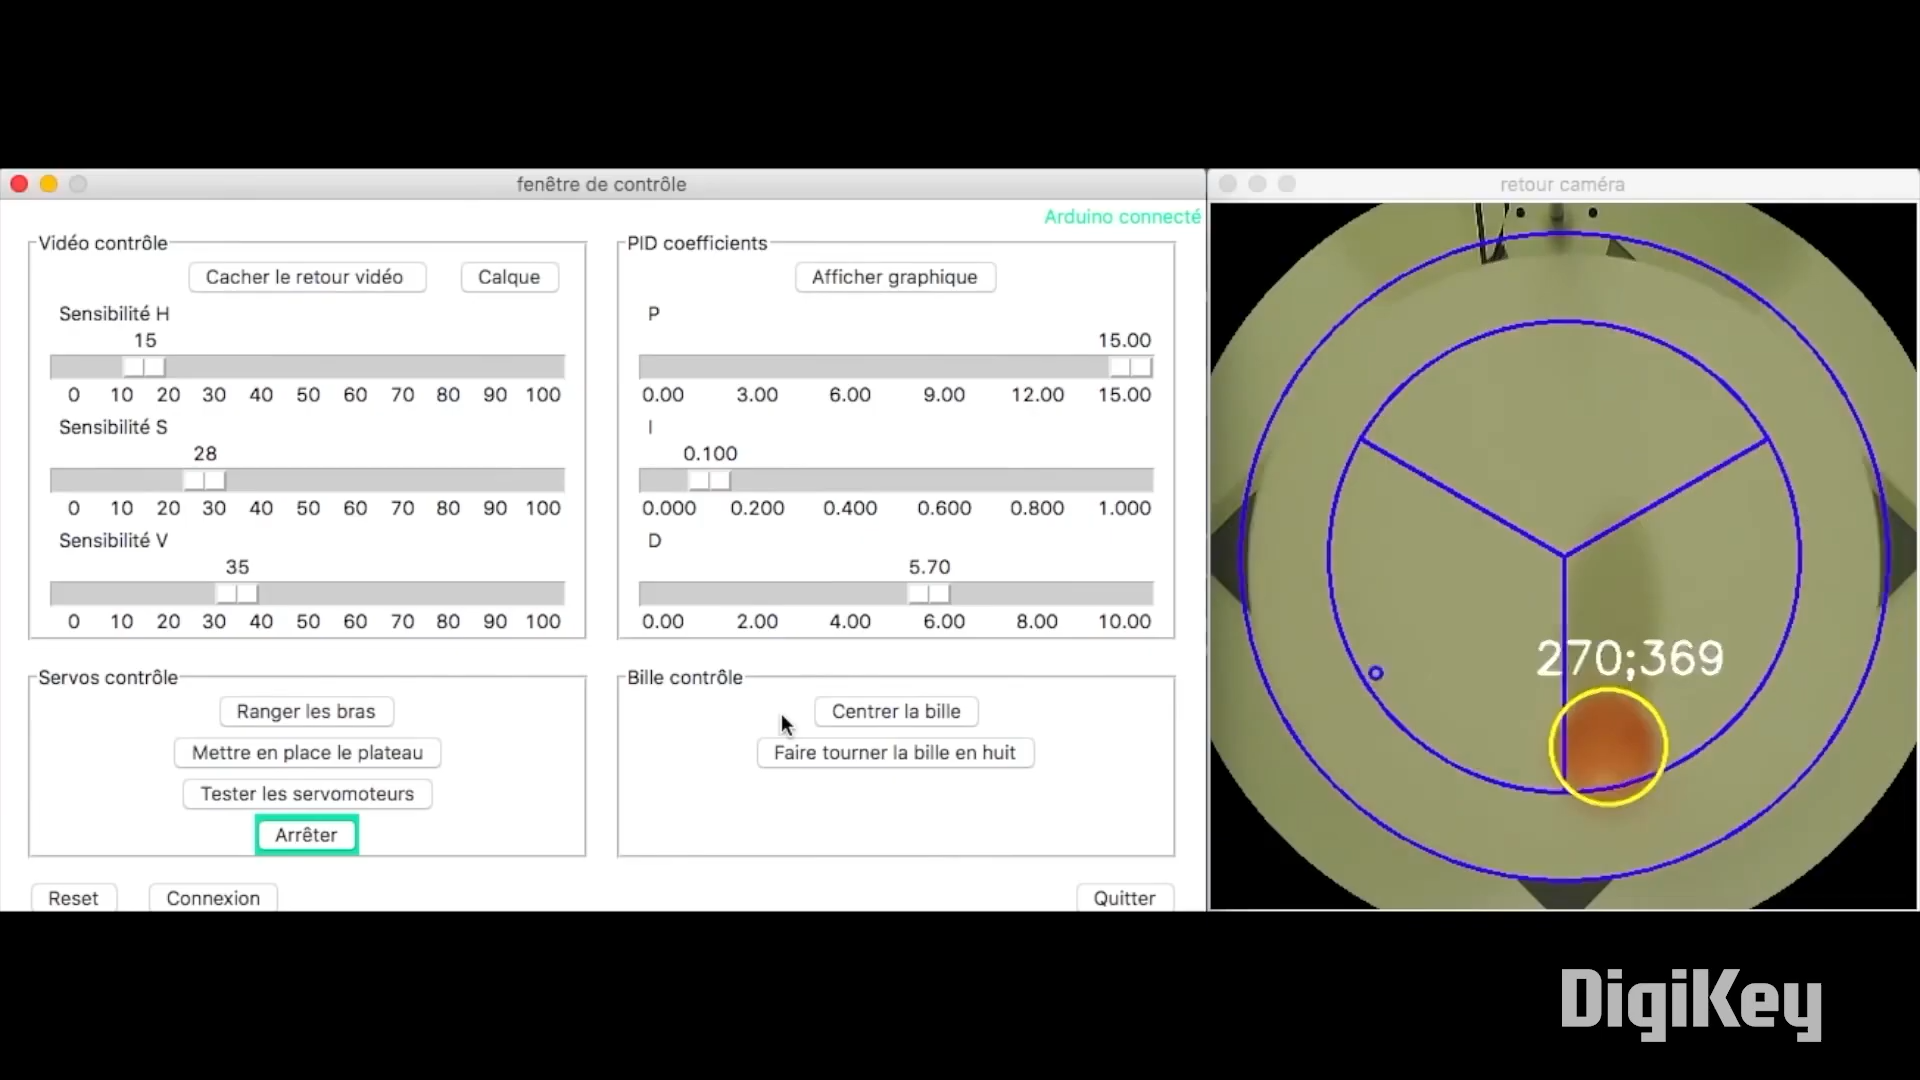 fenêtre de contrôle
Arduino connecté
Vidéo contrôle
Cacher le retour vidéo
Calque
Sensibilité H
15
0 10 20 30 40 50 60 70 80 90 100
Sensibilité S
28
0 10 20 30 40 50 60 70 80 90 100
Sensibilité V
35
0 10 20 30 40 50 60 70 80 90 100
PID coefficients
Afficher graphique
P
15.00
0.00 3.00 6.00 9.00 12.00 15.00
I
0.100
0.000 0.200 0.400 0.600 0.800 1.000
D
5.70
0.00 2.00 4.00 6.00 8.00 10.00
Servos contrôle
Ranger les bras
Mettre en place le plateau
Tester les servomoteurs
Arrêter
Bille contrôle
Centrer la bille
Faire tourner la bille en huit
Reset
Connexion
Quitter
retour caméra
270;369
DigiKey